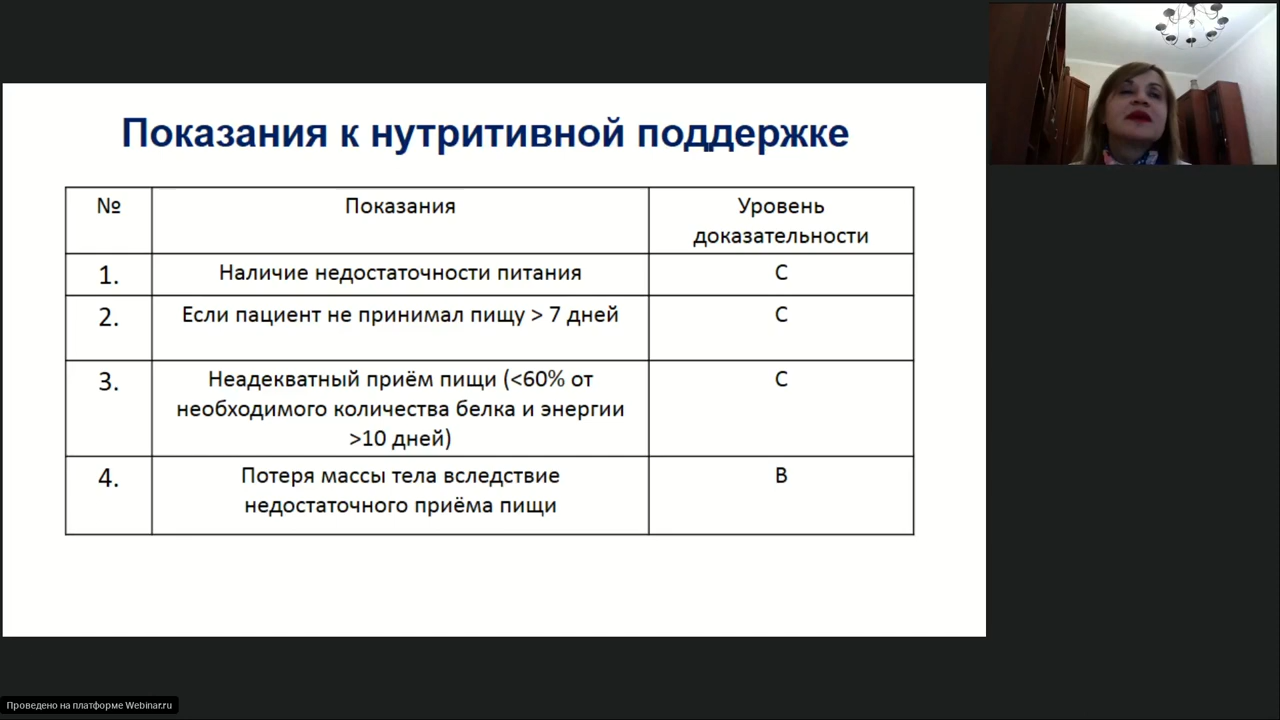 Показания к нутритивной поддержке
№ Показания Уровень
доказательности
1. Наличие недостаточности питания C
2. Если пациент не принимал пищу > 7 дней C
3. Неадекватный приём пищи (<60% от C
необходимого количества белка и энергии
>10 дней)
4. Потеря массы тела вследствие B
недостаточного приёма пищи
Проведено на платформе Webinar.ru